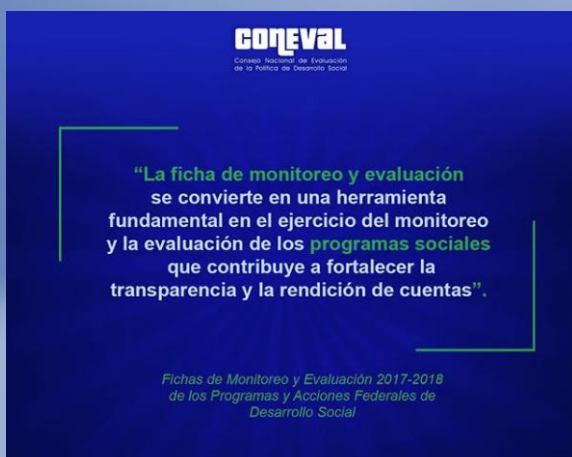 CONEVAL
Consejo Nacional de Evaluación
de la Política de Desarrollo Social
“La ficha de monitoreo y evaluación
se convierte en una herramienta
fundamental en el ejercicio del monitoreo
y la evaluación de los programas sociales
que contribuye a fortalecer la
transparencia y la rendición de cuentas”.
Fichas de Monitoreo y Evaluación 2017-2018
de los Programas y Acciones Federales de
Desarrollo Social